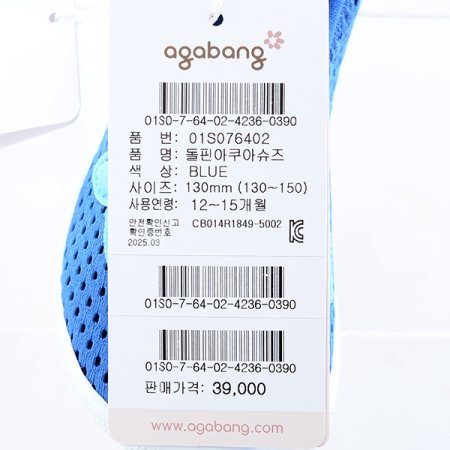 agabang
01S0-7-64-02-4236-0390
품 번: 01S076402
품 명: 돌핀아쿠아슈즈
색 상: BLUE
사이즈: 130mm (130~150)
사용연령: 12~15개월
안전확인신고 CB014R1849-5002
확인증번호
2025.03
01S0-7-64-02-4236-0390
01S0-7-64-02-4236-0390
판매가격: 39,000
www.agabang.com